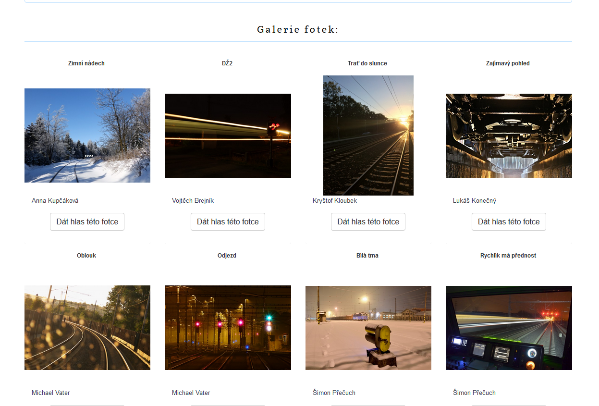 Galerie fotek:
Zimní nádech
DŽ2
Trať do slunce
Zajímavý pohled
Anna Kupčáková
Vojtěch Brejník
Kryštof Kloubek
Lukáš Konečný
Dát hlas této fotce
Dát hlas této fotce
Dát hlas této fotce
Dát hlas této fotce
Oblouk
Odjezd
Bílá tma
Rychlík má přednost
Michael Vater
Michael Vater
Šimon Přečuch
Šimon Přečuch